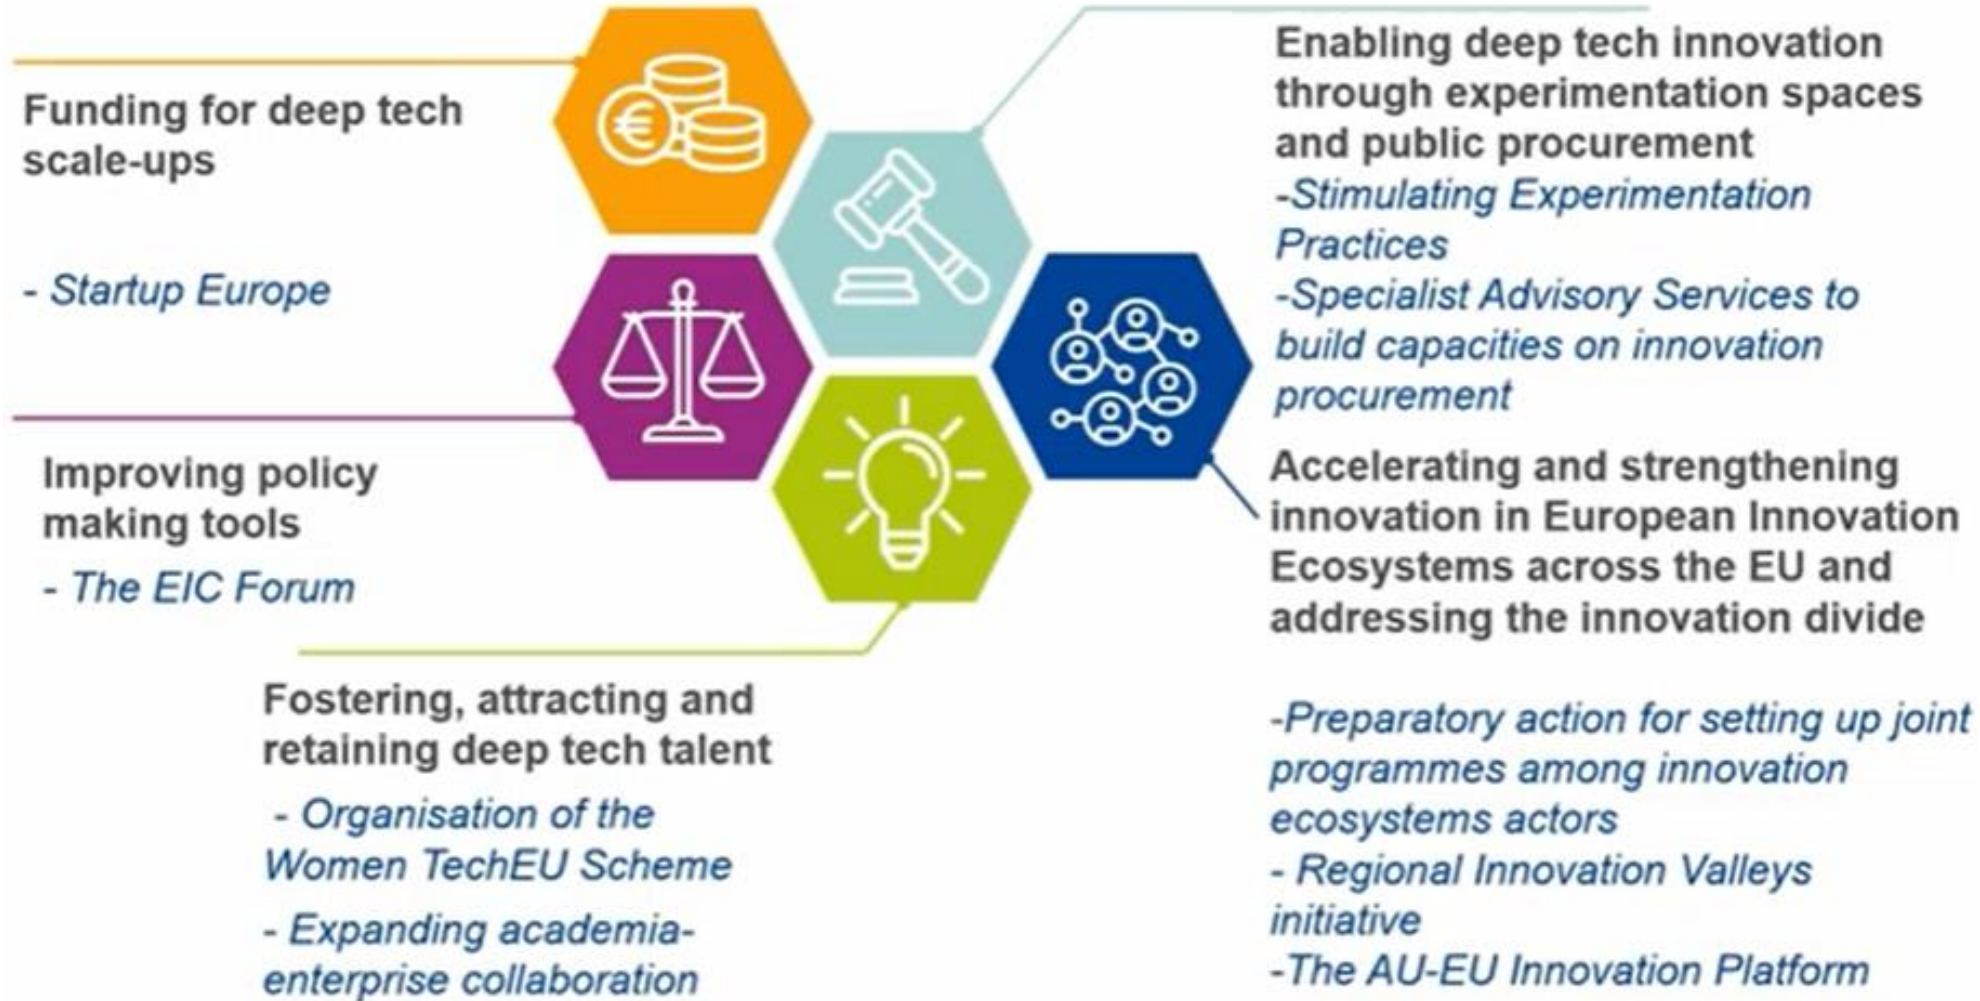 Funding for deep tech
scale-ups
- Startup Europe
Improving policy
making tools
- The EIC Forum
Fostering, attracting and
retaining deep tech talent
- Organisation of the
Women TechEU Scheme
- Expanding academia-
enterprise collaboration
€
Enabling deep tech innovation
through experimentation spaces
and public procurement
-Stimulating Experimentation
Practices
-Specialist Advisory Services to
build capacities on innovation
procurement
Accelerating and strengthening
innovation in European Innovation
Ecosystems across the EU and
addressing the innovation divide
-Preparatory action for setting up joint
programmes among innovation
ecosystems actors
- Regional Innovation Valleys
initiative
-The AU-EU Innovation Platform